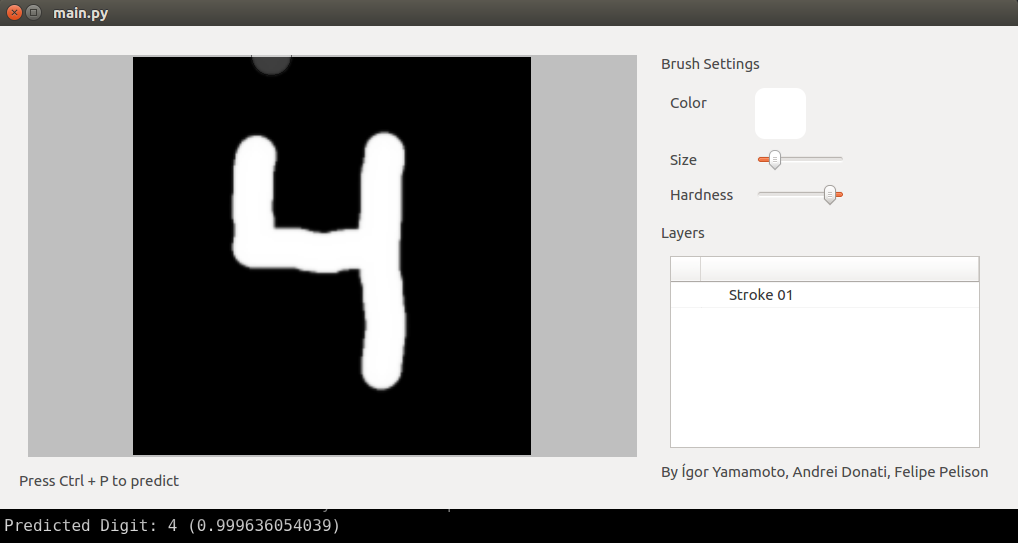 main.py
4
Brush Settings
Color
Size
Hardness
Layers
Stroke 01
Press Ctrl + P to predict
By Ígor Yamamoto, Andrei Donati, Felipe Pelison
Predicted Digit: 4 (0.999636054039)